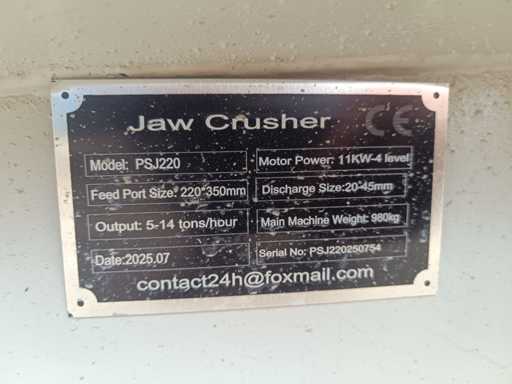 Jaw Crusher CE
Model: PSJ220 Motor Power: 11KW-4 level
Feed Port Size: 220*350mm Discharge Size:20-45mm
Output: 5-14 tons/hour Main Machine Weight: 980kg
Date:2025.07 Serial No: PSJ220250754
contact24h@foxmail.com